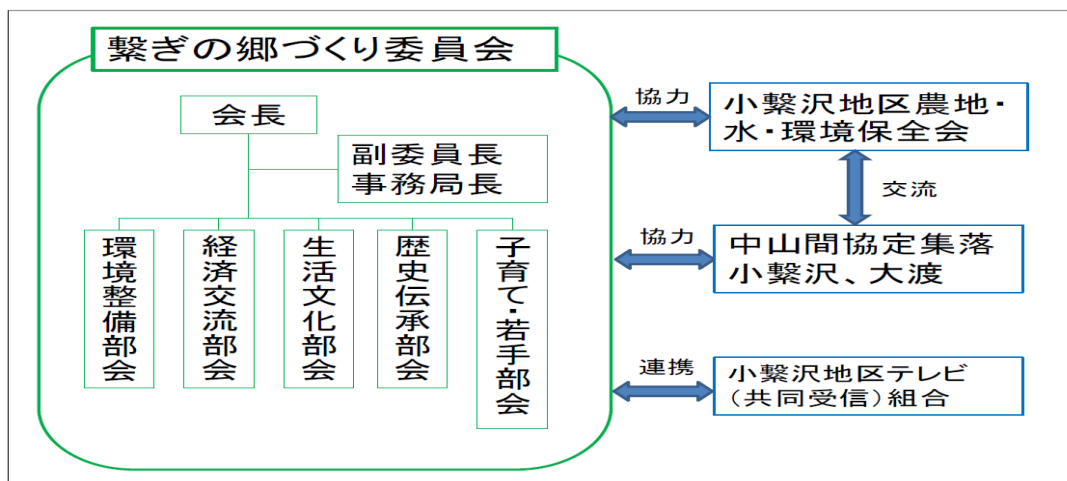 繋ぎの郷づくり委員会
会長
副委員長
事務局長
環境整備部会
経済交流部会
生活文化部会
歴史伝承部会
子育て・若手部会
協力
小繋沢地区農地・
水・環境保全会
交流
協力
中山間協定集落
小繋沢、大渡
連携
小繋沢地区テレビ
（共同受信）組合